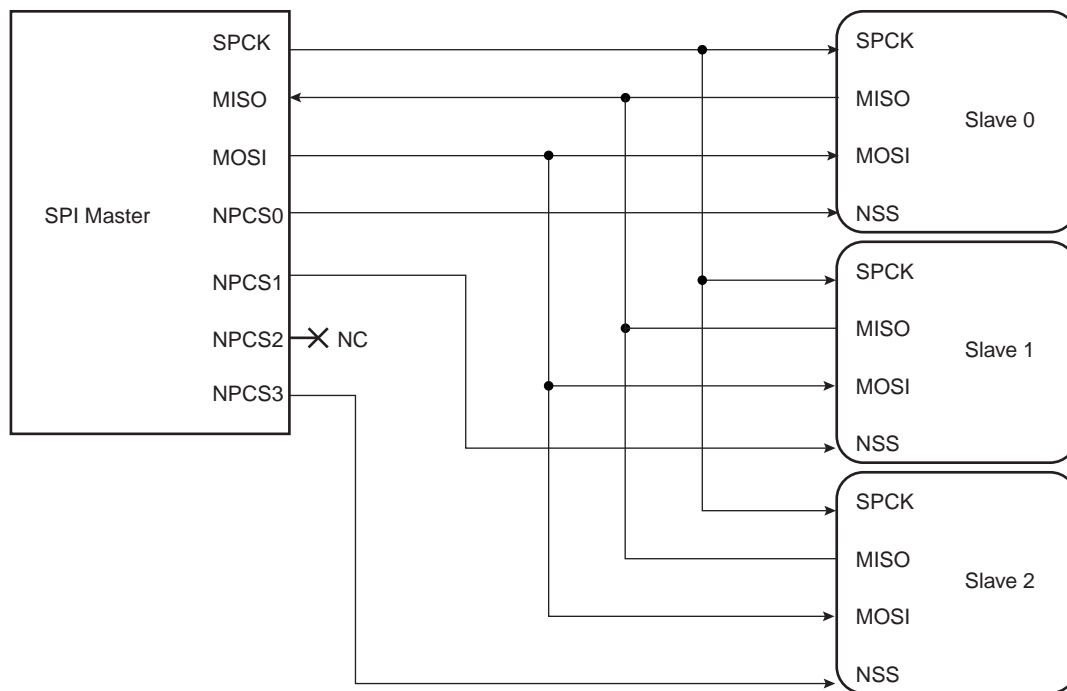 SPI Master
SPCK
MISO
MOSI
NPCS0
NPCS1
NPCS2
NC
NPCS3
SPCK
MISO
Slave 0
MOSI
NSS
SPCK
MISO
Slave 1
MOSI
NSS
SPCK
MISO
Slave 2
MOSI
NSS